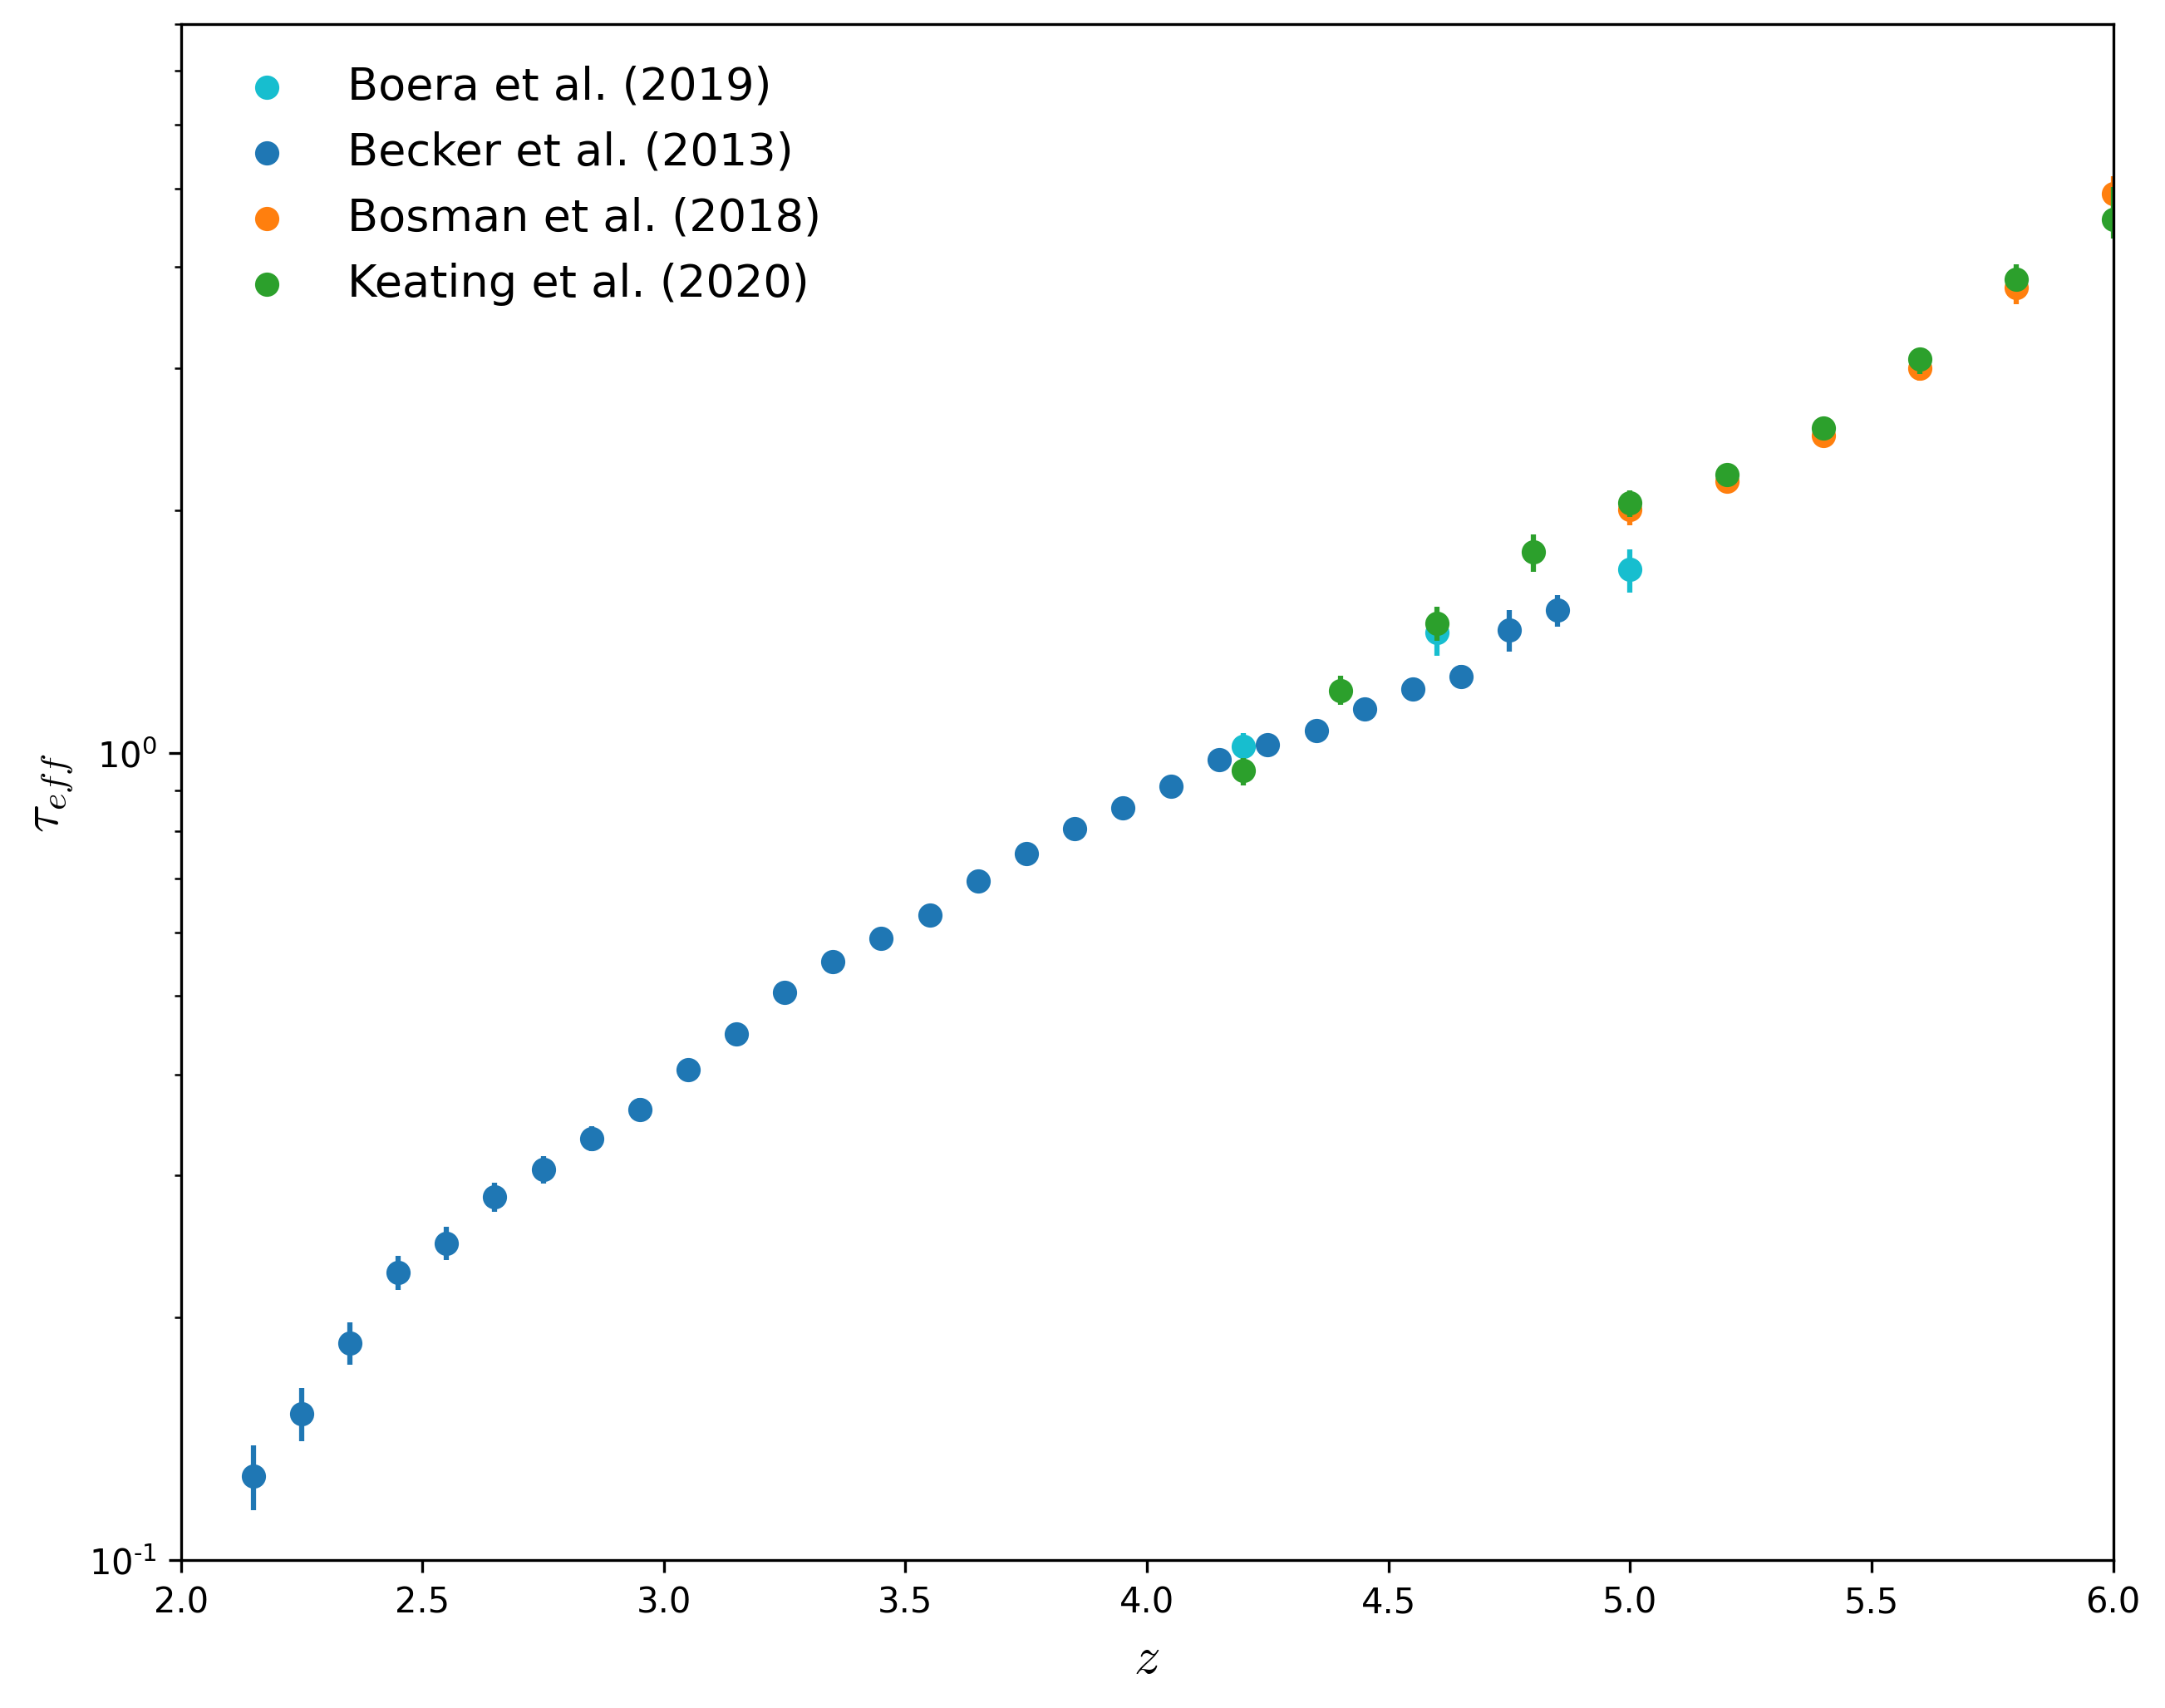 Boera et al. (2019)
Becker et al. (2013)
Bosman et al. (2018)
Keating et al. (2020)
τ_eff
10⁰
10⁻¹
2.0 2.5 3.0 3.5 4.0 4.5 5.0 5.5 6.0
z